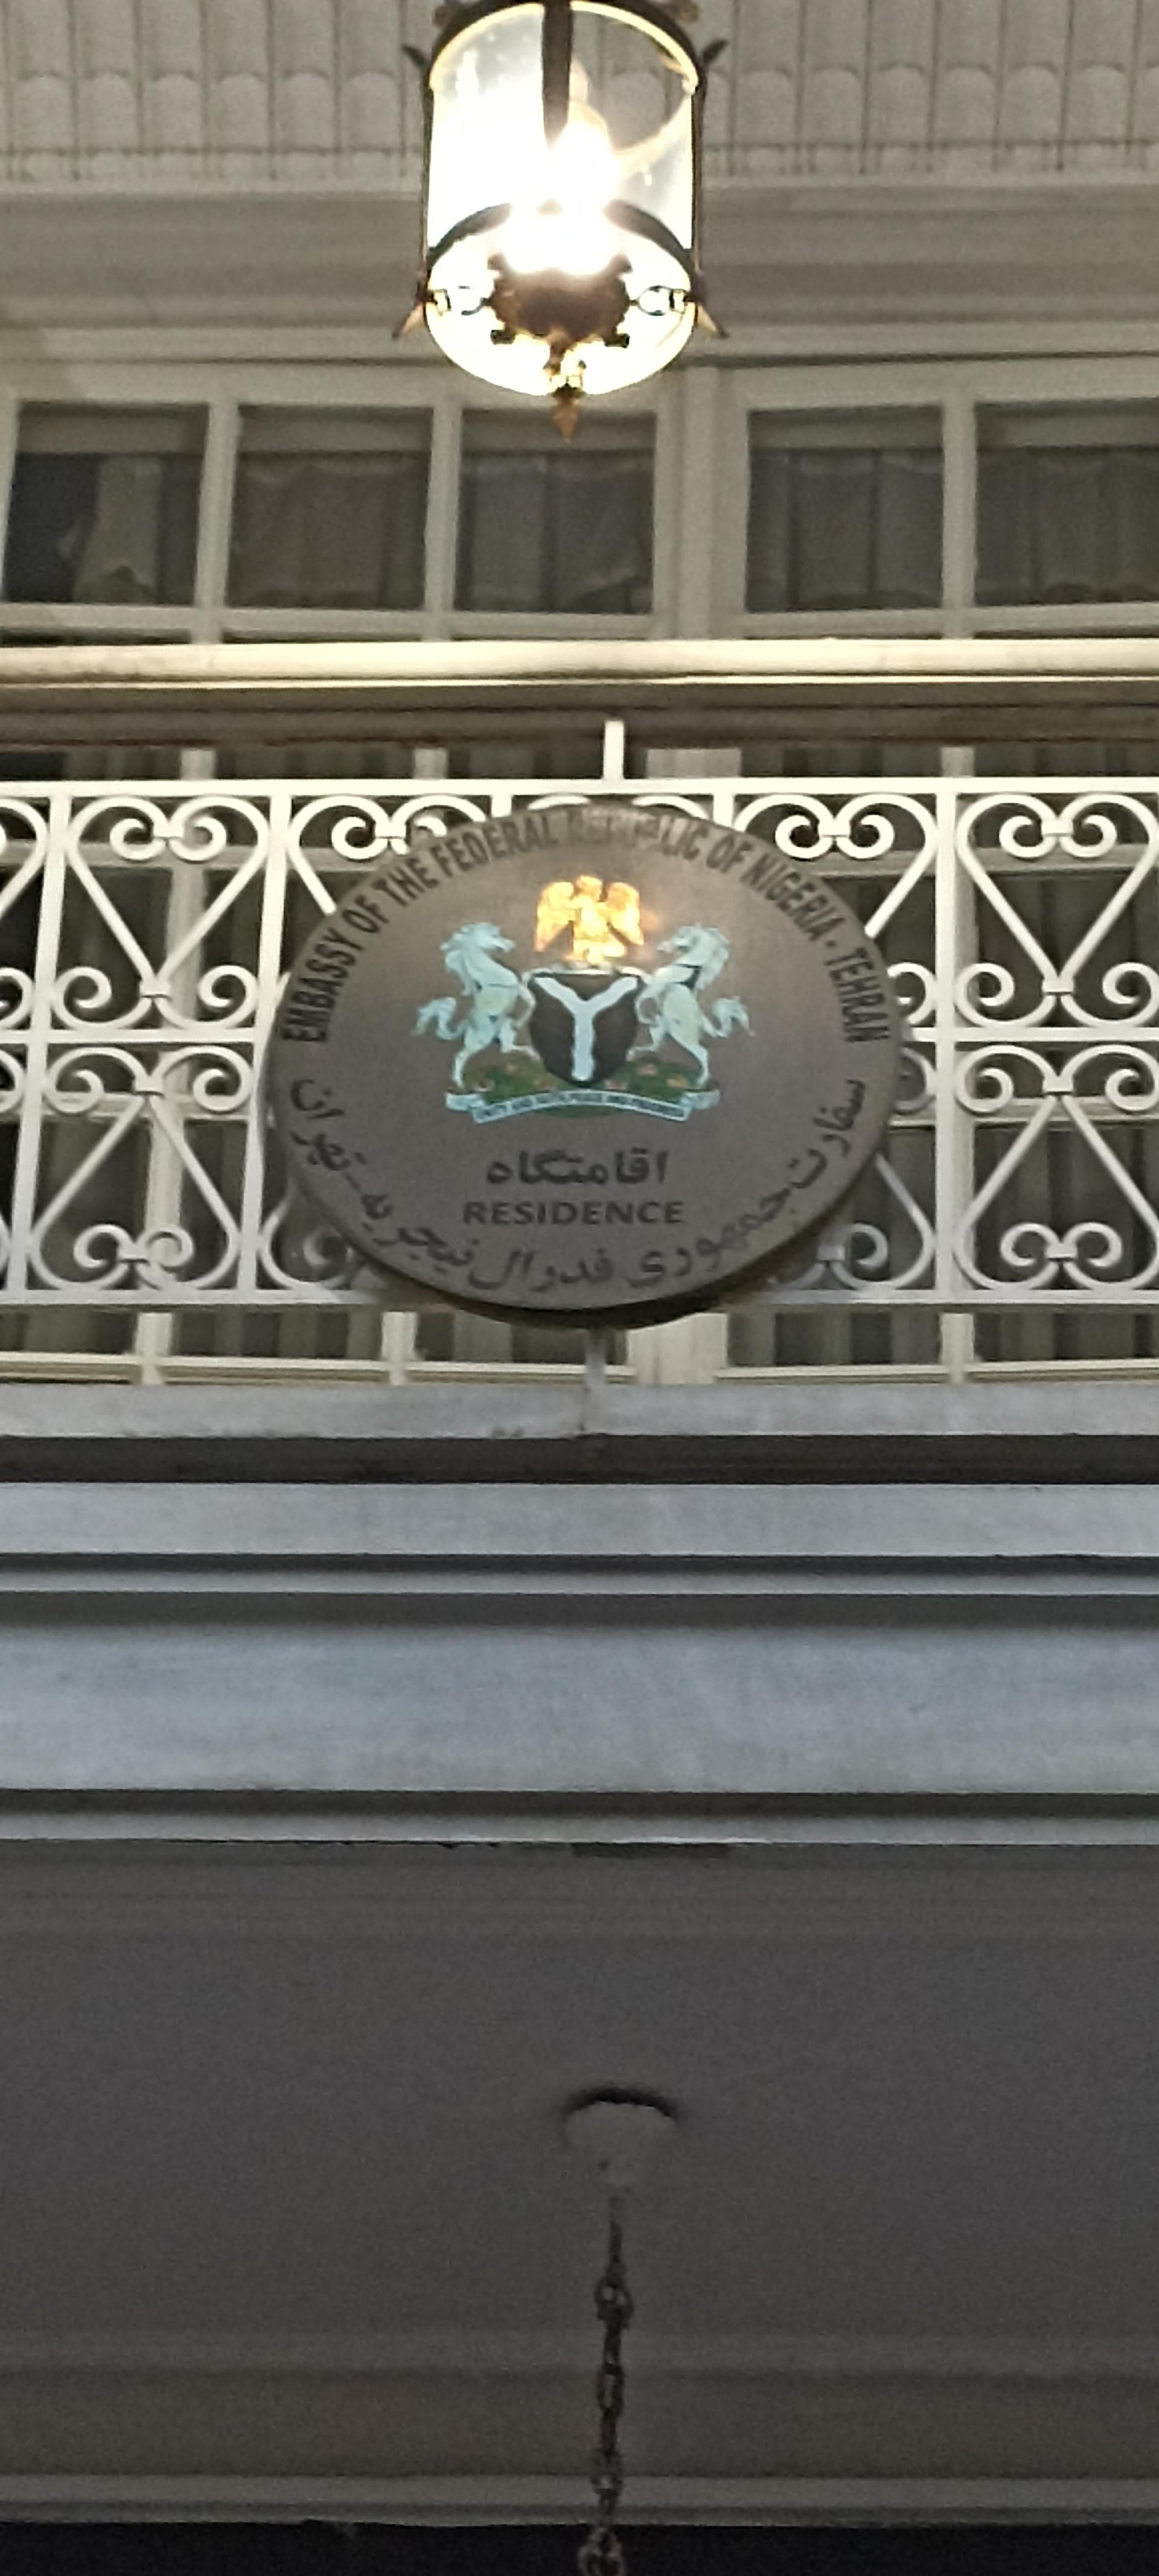 EMBASSY OF THE FEDERAL REPUBLIC OF NIGERIA - TEHRAN
اقامتگاه
RESIDENCE
سفارت جمهوری فدرال نیجریه - تهران